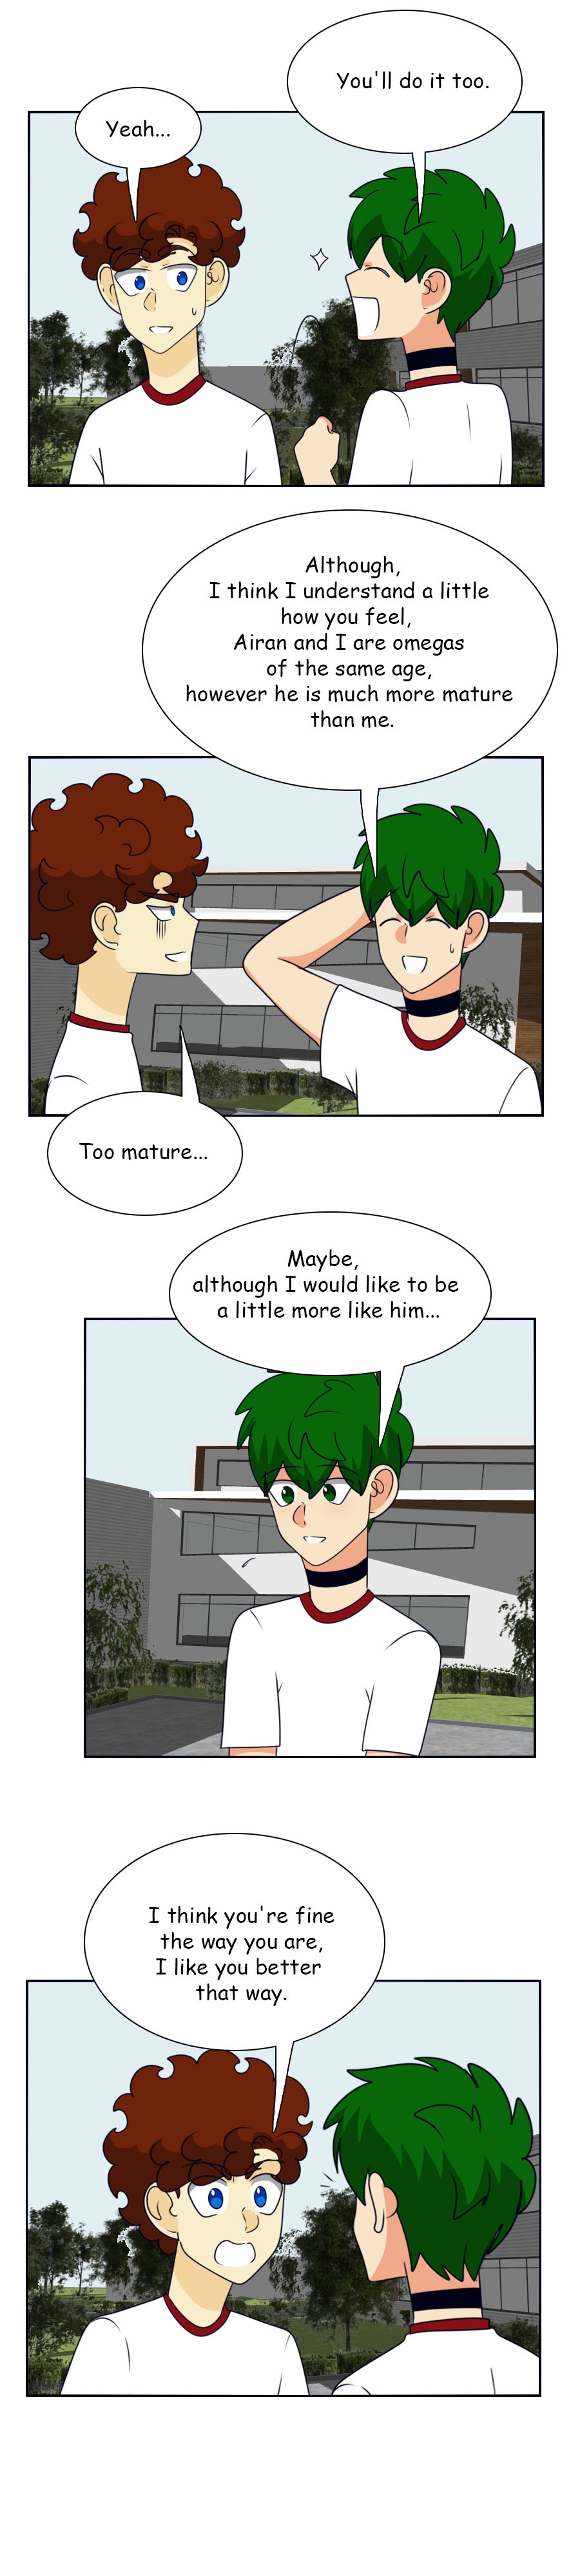 You'll do it too.
Yeah...
Although,
I think I understand a little
how you feel,
Airan and I are omegas
of the same age,
however he is much more mature
than me.
Too mature...
Maybe,
although I would like to be
a little more like him...
I think you're fine
the way you are,
I like you better
that way.